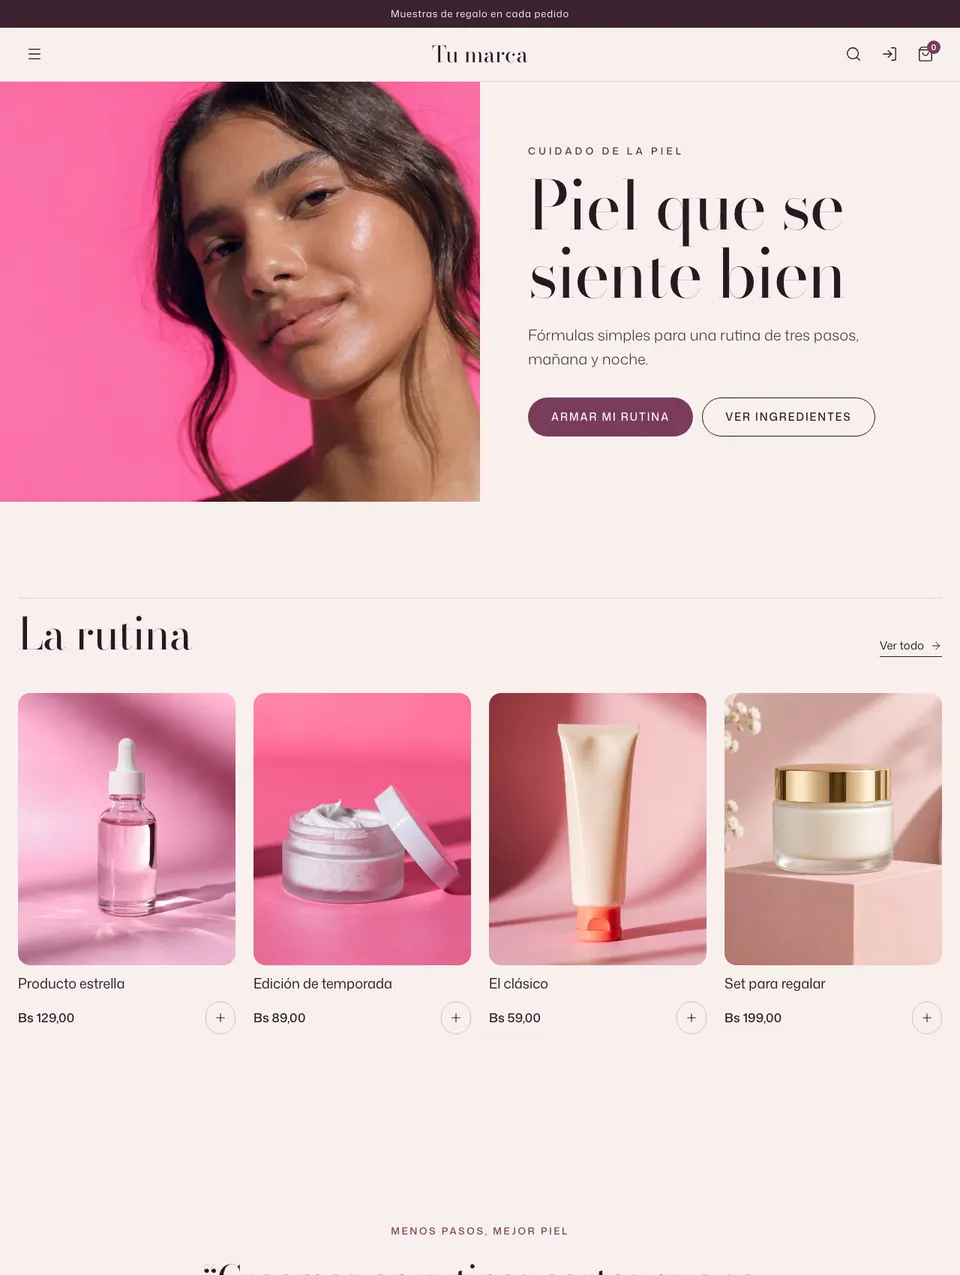 Muestras de regalo en cada pedido
Tu marca
0
CUIDADO DE LA PIEL
Piel que se
siente bien
Fórmulas simples para una rutina de tres pasos,
mañana y noche.
ARMAR MI RUTINA
VER INGREDIENTES
La rutina
Ver todo
Producto estrella
Bs 129,00
Edición de temporada
Bs 89,00
El clásico
Bs 59,00
Set para regalar
Bs 199,00
MENOS PASOS, MEJOR PIEL